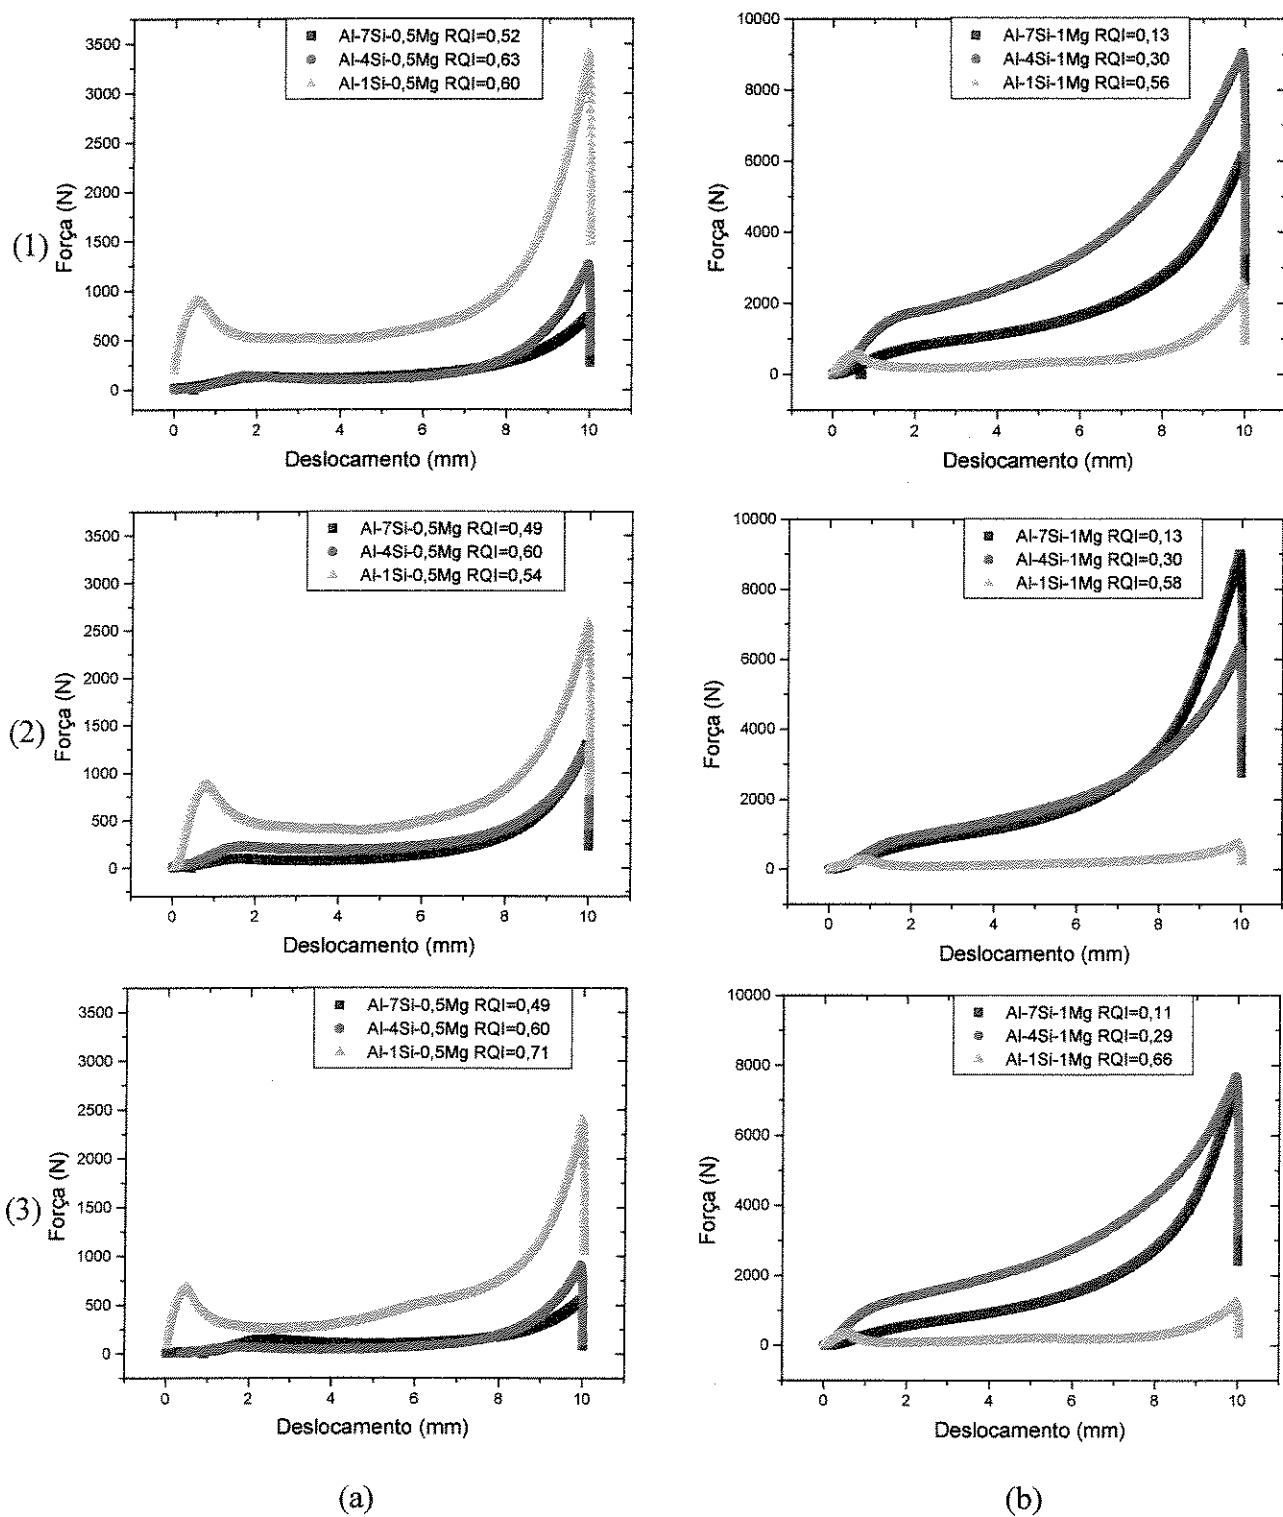 Al-7Si-0,5Mg RQI=0,52
Al-4Si-0,5Mg RQI=0,63
Al-1Si-0,5Mg RQI=0,60
3500
3000
2500
2000
1500
1000
500
0
Força (N)
0 2 4 6 8 10
Deslocamento (mm)
(1)
Al-7Si-1Mg RQI=0,13
Al-4Si-1Mg RQI=0,30
Al-1Si-1Mg RQI=0,56
10000
8000
6000
4000
2000
0
Força (N)
0 2 4 6 8 10
Deslocamento (mm)
Al-7Si-0,5Mg RQI=0,49
Al-4Si-0,5Mg RQI=0,60
Al-1Si-0,5Mg RQI=0,54
3500
3000
2500
2000
1500
1000
500
0
Força (N)
0 2 4 6 8 10
Deslocamento (mm)
(2)
Al-7Si-1Mg RQI=0,13
Al-4Si-1Mg RQI=0,30
Al-1Si-1Mg RQI=0,58
10000
8000
6000
4000
2000
0
Força (N)
0 2 4 6 8 10
Deslocamento (mm)
Al-7Si-0,5Mg RQI=0,49
Al-4Si-0,5Mg RQI=0,60
Al-1Si-0,5Mg RQI=0,71
3500
3000
2500
2000
1500
1000
500
0
Força (N)
0 2 4 6 8 10
Deslocamento (mm)
(3)
Al-7Si-1Mg RQI=0,11
Al-4Si-1Mg RQI=0,29
Al-1Si-1Mg RQI=0,66
10000
8000
6000
4000
2000
0
Força (N)
0 2 4 6 8 10
Deslocamento (mm)
(a)
(b)